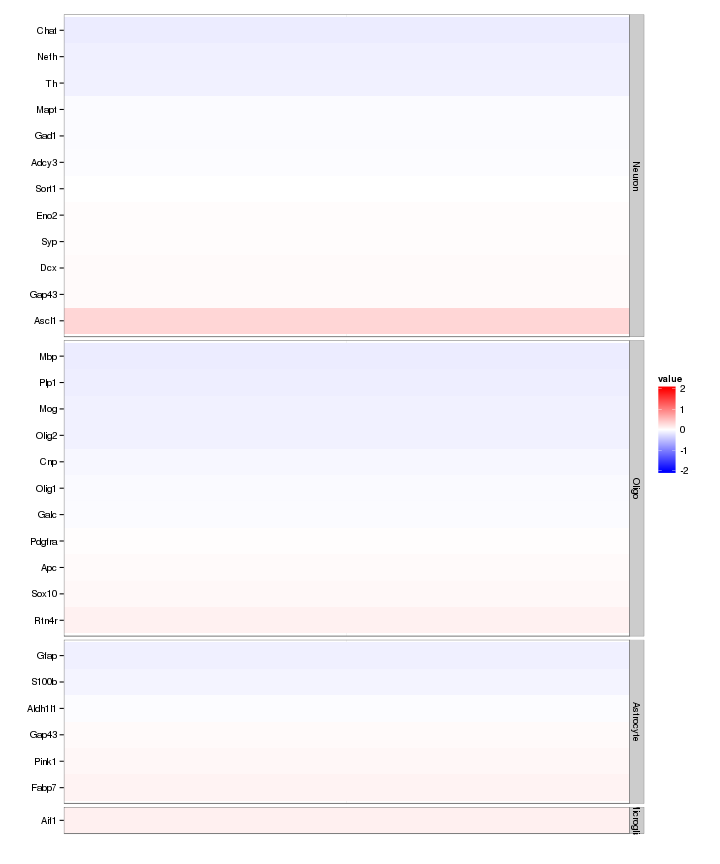 Chat
Nefh
Th
Mapt
Gad1
Adcy3
Sort1
Eno2
Syp
Dcx
Gap43
Ascl1
Neuron
Mbp
Plp1
Mog
Olig2
Cnp
Olig1
Galc
Pdgfra
Apc
Sox10
Rtn4r
Oligo
Gfap
S100b
Aldh1l1
Gap43
Pink1
Fabp7
Astrocyte
Aif1
value
2
1
0
-1
-2